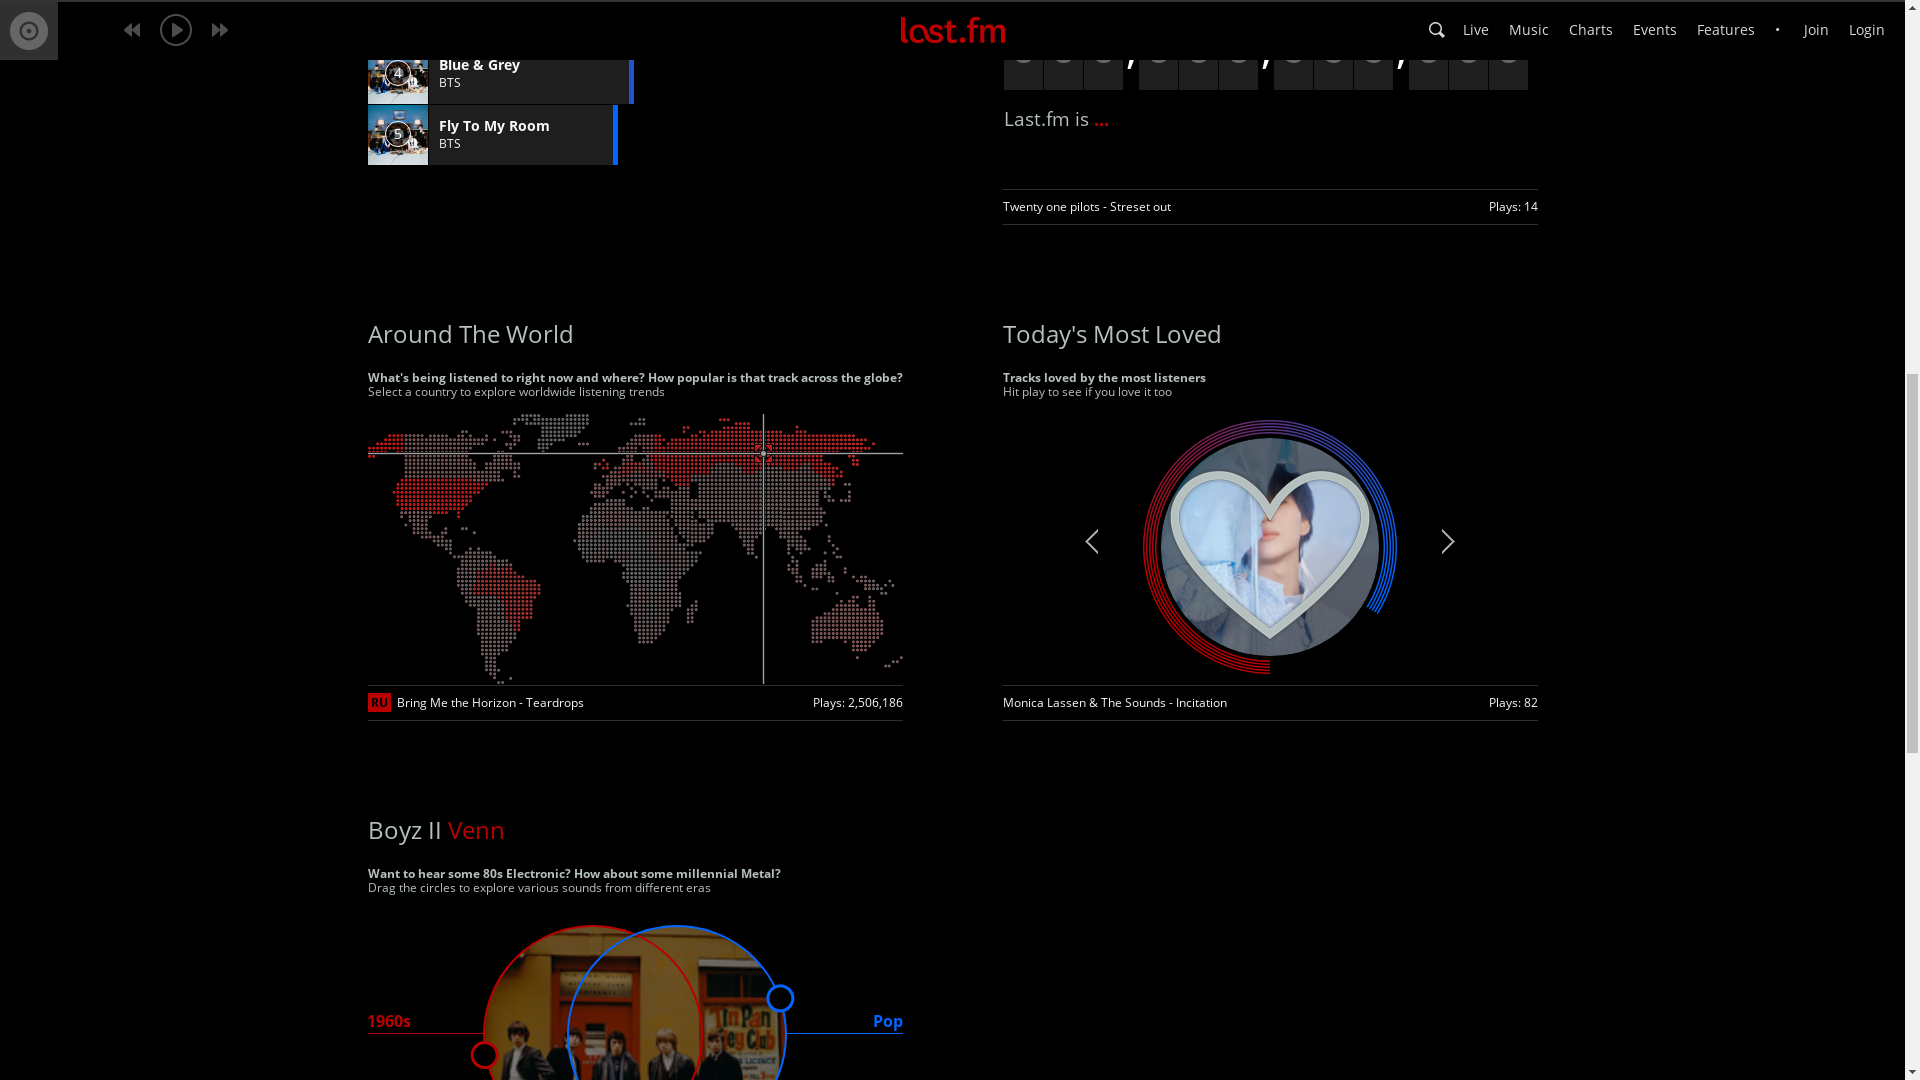 last.fm
Live
Music
Charts
Events
Features
•
Join
Login
4
Blue & Grey
BTS
5
Fly To My Room
BTS
Last.fm is ...
Twenty one pilots - Streset out
Plays: 14
Around The World
What's being listened to right now and where? How popular is that track across the globe?
Select a country to explore worldwide listening trends
RU Bring Me the Horizon - Teardrops
Plays: 2,506,186
Today's Most Loved
Tracks loved by the most listeners
Hit play to see if you love it too
Monica Lassen & The Sounds - Incitation
Plays: 82
Boyz II Venn
Want to hear some 80s Electronic? How about some millennial Metal?
Drag the circles to explore various sounds from different eras
1960s
Pop